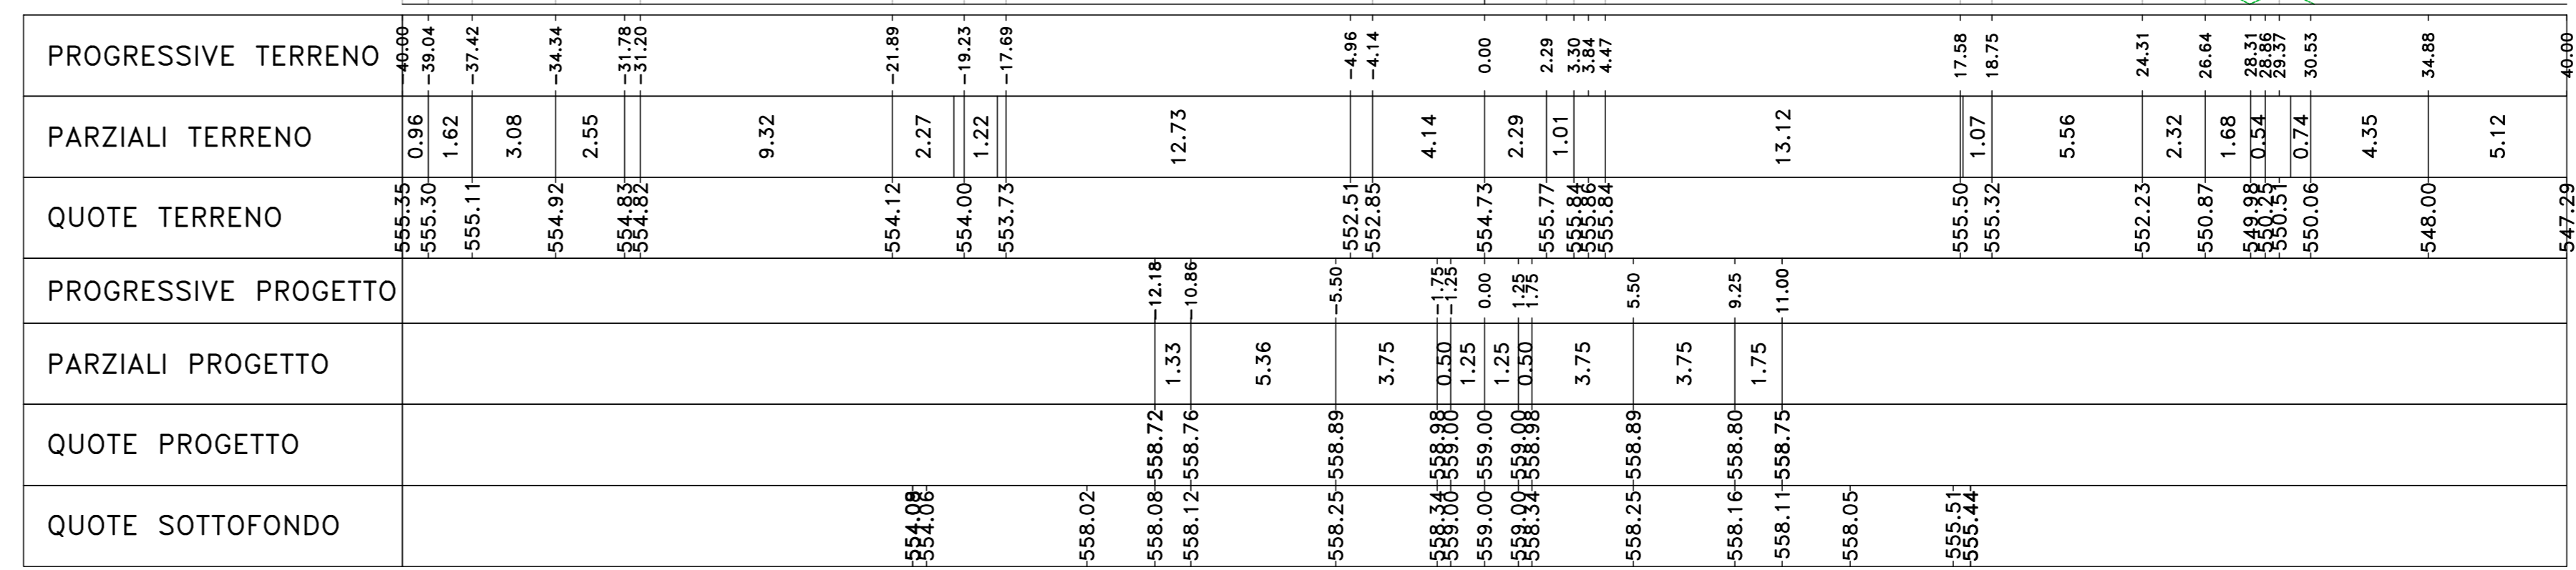 PROGRESSIVE TERRENO -40.00 -39.04 -37.42 -34.34 -31.78 -31.20 -21.89 -19.23 -17.69 -4.96 -4.14 0.00 2.29 3.30 3.84 4.47 17.58 18.75 24.31 26.64 28.31 28.86 29.37 30.53 34.88 40.00
PARZIALI TERRENO 0.96 1.62 3.08 2.55 9.32 2.27 1.22 12.73 4.14 2.29 1.01 13.12 1.07 5.56 2.32 1.68 0.54 0.74 4.35 5.12
QUOTE TERRENO 555.35 555.30 555.11 554.92 554.83 554.82 554.12 554.00 553.73 552.51 552.85 554.73 555.77 555.84 555.86 555.84 555.50 555.32 552.23 550.87 549.98 550.25 550.51 550.06 548.00 547.29
PROGRESSIVE PROGETTO -12.18 -10.86 -5.50 -1.75 -1.25 0.00 1.25 1.75 5.50 9.25 11.00
PARZIALI PROGETTO 1.33 5.36 3.75 0.50 1.25 1.25 0.50 3.75 3.75 1.75
QUOTE PROGETTO 558.72 558.76 558.89 558.98 559.00 559.00 559.00 558.98 558.89 558.80 558.75
QUOTE SOTTOFONDO 554.06 558.02 558.08 558.12 558.25 558.34 559.00 559.00 559.00 558.34 558.25 558.16 558.11 558.05 555.51 555.44